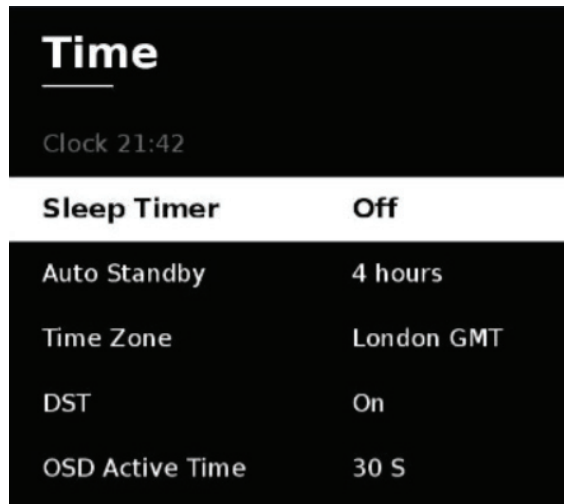 Time
Clock 21:42
Sleep Timer Off
Auto Standby 4 hours
Time Zone London GMT
DST On
OSD Active Time 30 S